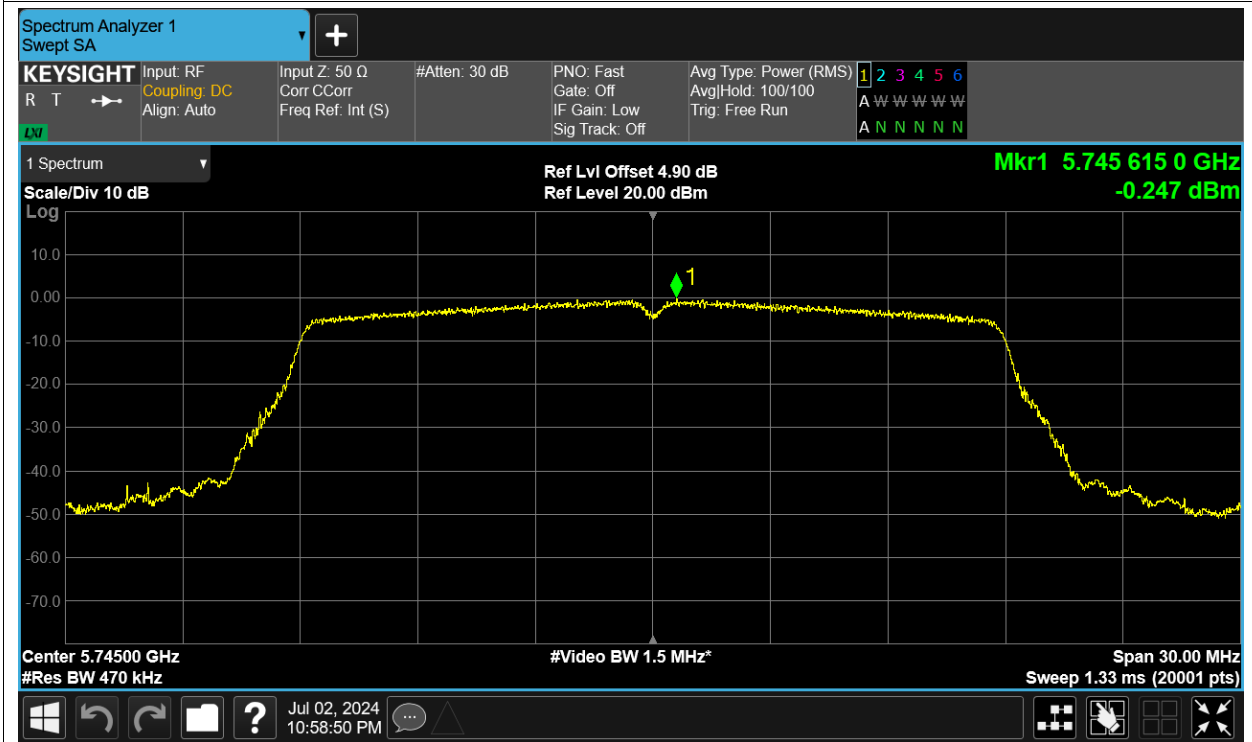 Spectrum Analyzer 1
Swept SA
KEYSIGHT
R T
LXI
Input: RF
Coupling: DC
Align: Auto
Input Z: 50 Ω
Corr CCorr
Freq Ref: Int (S)
#Atten: 30 dB
PNO: Fast
Gate: Off
IF Gain: Low
Sig Track: Off
Avg Type: Power (RMS)
Avg|Hold: 100/100
Trig: Free Run
1 2 3 4 5 6
A W W W W W
A N N N N N
1 Spectrum
Scale/Div 10 dB
Log
Ref Lvl Offset 4.90 dB
Ref Level 20.00 dBm
Mkr1 5.745 615 0 GHz
-0.247 dBm
10.0
0.00
-10.0
-20.0
-30.0
-40.0
-50.0
-60.0
-70.0
1
Center 5.74500 GHz
#Res BW 470 kHz
#Video BW 1.5 MHz*
Span 30.00 MHz
Sweep 1.33 ms (20001 pts)
?
Jul 02, 2024
10:58:50 PM